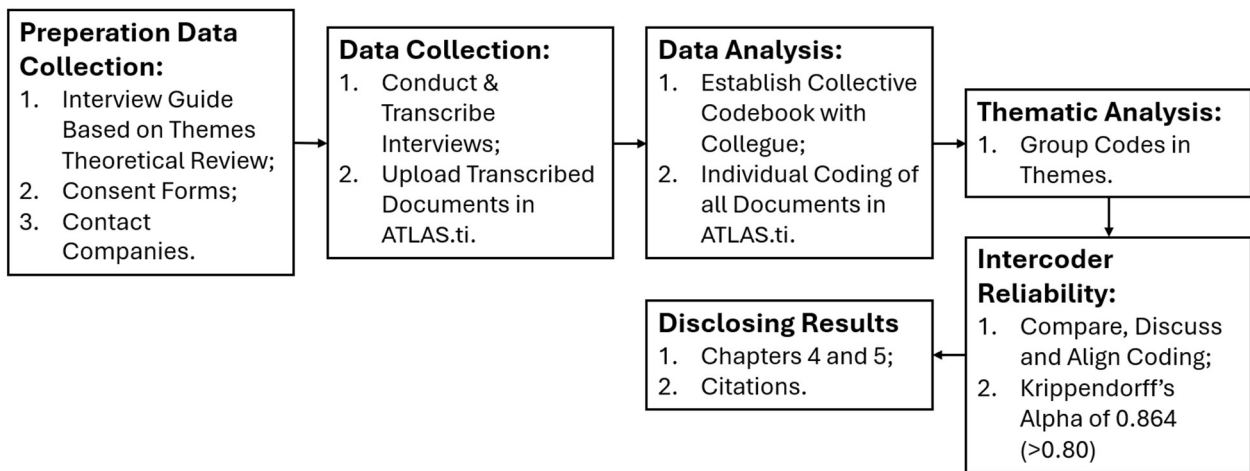 Preperation Data
Collection:
1. Interview Guide
Based on Themes
Theoretical Review;
2. Consent Forms;
3. Contact
Companies.
Data Collection:
1. Conduct &
Transcribe
Interviews;
2. Upload Transcribed
Documents in
ATLAS.ti.
Data Analysis:
1. Establish Collective
Codebook with
Collegue;
2. Individual Coding of
all Documents in
ATLAS.ti.
Thematic Analysis:
1. Group Codes in
Themes.
Intercoder
Reliability:
1. Compare, Discuss
and Align Coding;
2. Krippendorff’s
Alpha of 0.864
(>0.80)
Disclosing Results
1. Chapters 4 and 5;
2. Citations.